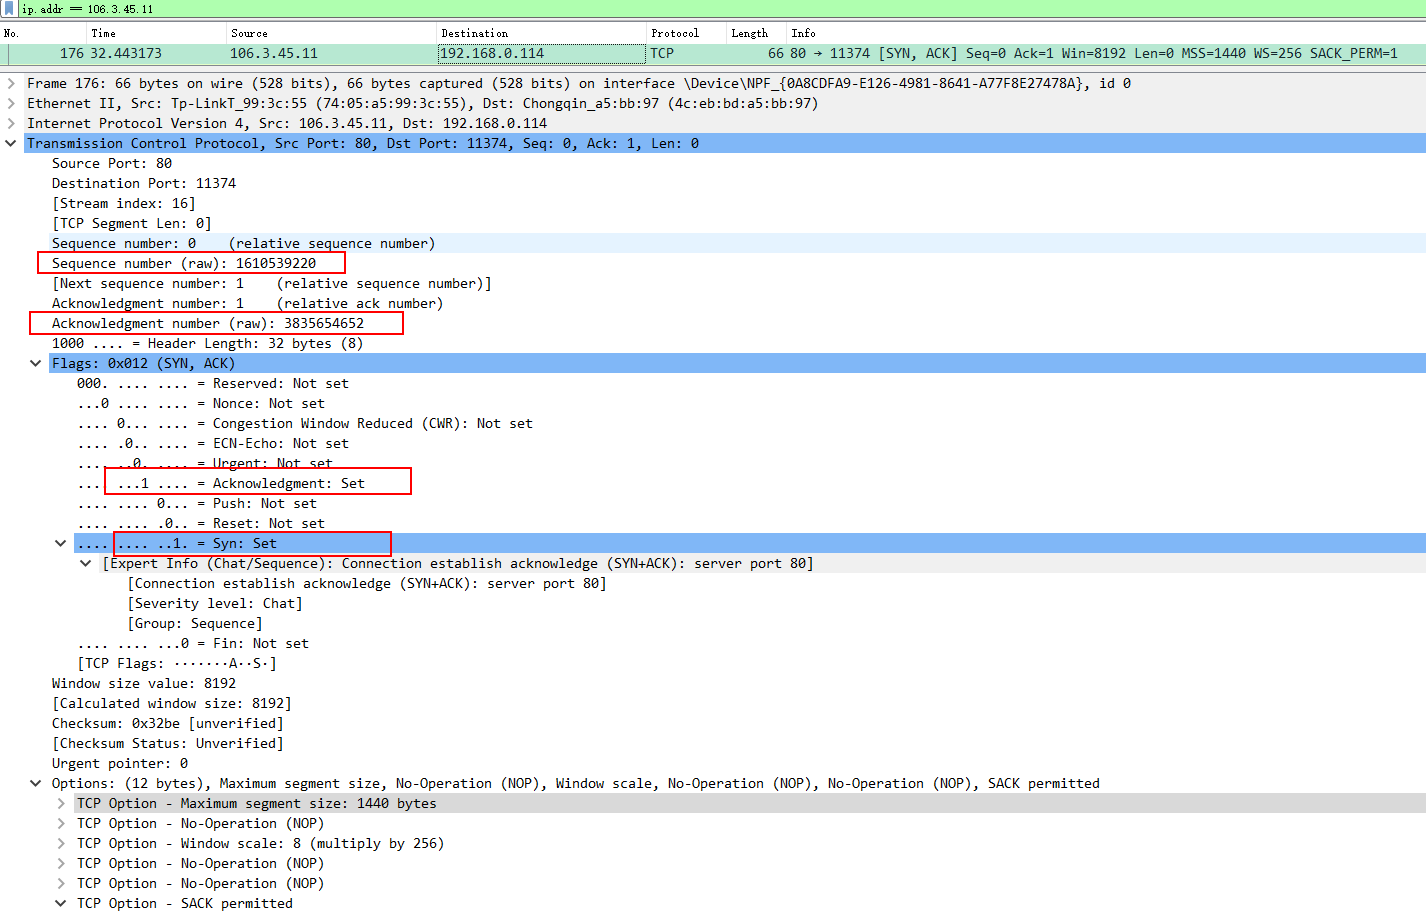 ip.addr == 106.3.45.11
No. Time Source Destination Protocol Length Info
176 32.443173 106.3.45.11 192.168.0.114 TCP 66 80 → 11374 [SYN, ACK] Seq=0 Ack=1 Win=8192 Len=0 MSS=1440 WS=256 SACK_PERM=1
Frame 176: 66 bytes on wire (528 bits), 66 bytes captured (528 bits) on interface \Device\NPF_{0A8CDFA9-E126-4981-8641-A77F8E27478A}, id 0
Ethernet II, Src: Tp-LinkT_99:3c:55 (74:05:a5:99:3c:55), Dst: Chongqin_a5:bb:97 (4c:eb:bd:a5:bb:97)
Internet Protocol Version 4, Src: 106.3.45.11, Dst: 192.168.0.114
Transmission Control Protocol, Src Port: 80, Dst Port: 11374, Seq: 0, Ack: 1, Len: 0
Source Port: 80
Destination Port: 11374
[Stream index: 16]
[TCP Segment Len: 0]
Sequence number: 0    (relative sequence number)
Sequence number (raw): 1610539220
[Next sequence number: 1    (relative sequence number)]
Acknowledgment number: 1    (relative ack number)
Acknowledgment number (raw): 3835654652
1000 .... = Header Length: 32 bytes (8)
Flags: 0x012 (SYN, ACK)
000. .... .... = Reserved: Not set
...0 .... .... = Nonce: Not set
.... 0... .... = Congestion Window Reduced (CWR): Not set
.... .0.. .... = ECN-Echo: Not set
.... ..0. .... = Urgent: Not set
.... ...1 .... = Acknowledgment: Set
.... .... 0... = Push: Not set
.... .... .0.. = Reset: Not set
.... .... ..1. = Syn: Set
[Expert Info (Chat/Sequence): Connection establish acknowledge (SYN+ACK): server port 80]
[Connection establish acknowledge (SYN+ACK): server port 80]
[Severity level: Chat]
[Group: Sequence]
.... .... ...0 = Fin: Not set
[TCP Flags: ·······A··S·]
Window size value: 8192
[Calculated window size: 8192]
Checksum: 0x32be [unverified]
[Checksum Status: Unverified]
Urgent pointer: 0
Options: (12 bytes), Maximum segment size, No-Operation (NOP), Window scale, No-Operation (NOP), No-Operation (NOP), SACK permitted
TCP Option - Maximum segment size: 1440 bytes
TCP Option - No-Operation (NOP)
TCP Option - Window scale: 8 (multiply by 256)
TCP Option - No-Operation (NOP)
TCP Option - No-Operation (NOP)
TCP Option - SACK permitted